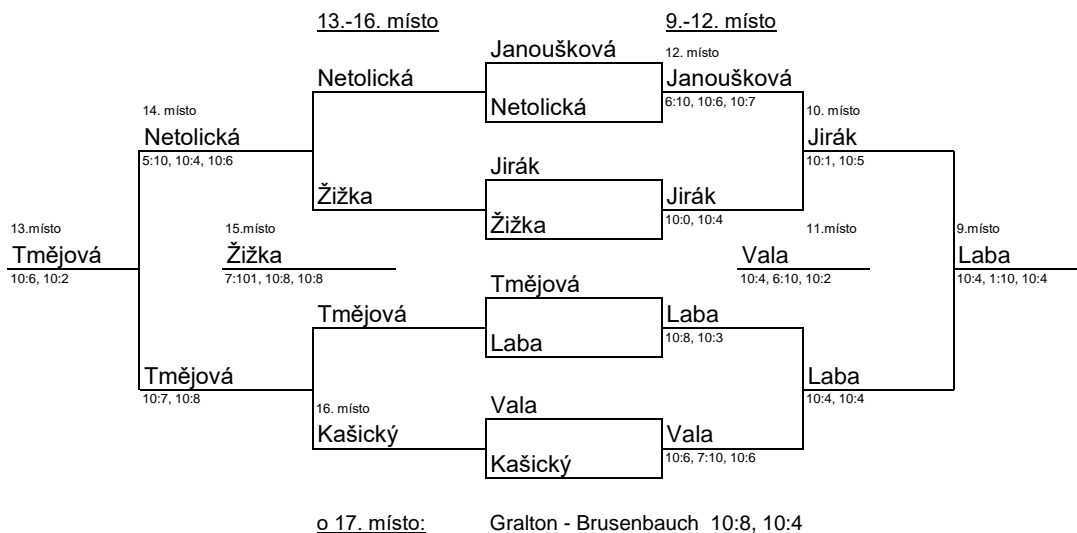 13.-16. místo 9.-12. místo
Janoušková 12. místo
Netolická Janoušková
14. místo Netolická 6:10, 10:6, 10:7 10. místo
Netolická Jirák
5:10, 10:4, 10:6 Jirák 10:1, 10:5
Žižka Jirák
13.místo 15.místo Žižka 10:0, 10:4 11.místo 9.místo
Tmějová Žižka Vala Laba
10:6, 10:2 7:101, 10:8, 10:8 Tmějová 10:4, 6:10, 10:2 10:4, 1:10, 10:4
Tmějová Laba
Laba 10:8, 10:3
Tmějová Laba
10:7, 10:8 16. místo Vala 10:4, 10:4
Kašický Vala
Kašický 10:6, 7:10, 10:6
o 17. místo: Gralton - Brusenbauch 10:8, 10:4